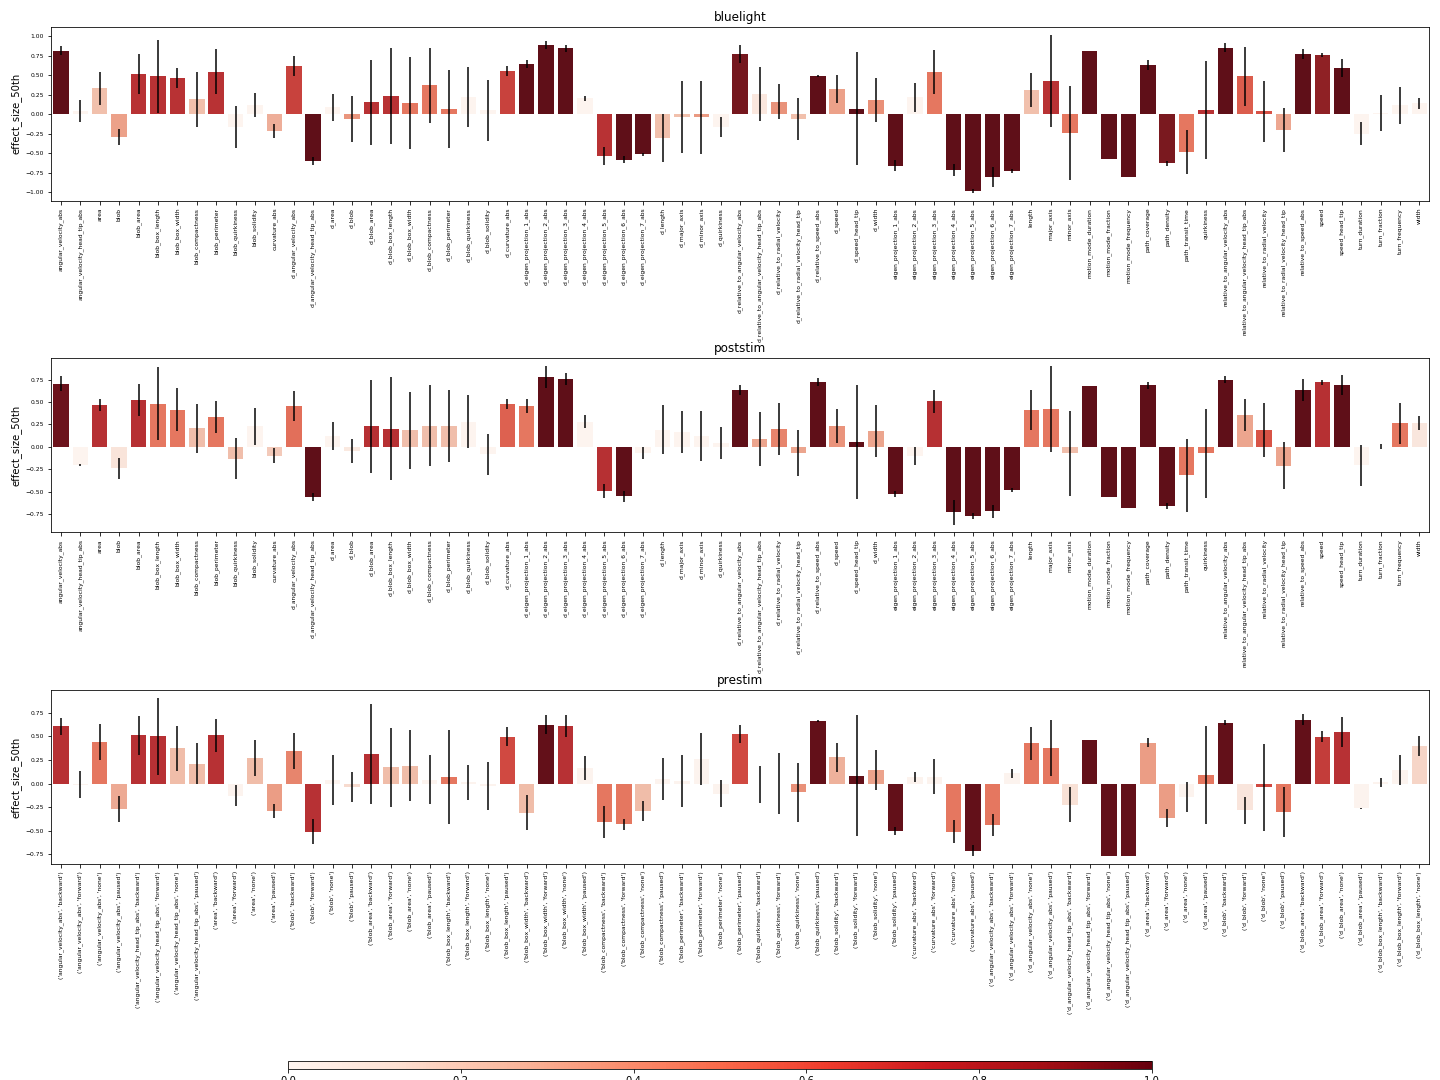 bluelight
effect_size_50th
1.00
0.75
0.50
0.25
0.00
−0.25
−0.50
−0.75
−1.00
angular_velocity_abs
angular_velocity_head_tip_abs
area
blob
blob_area
blob_box_length
blob_box_width
blob_compactness
blob_perimeter
blob_quirkiness
blob_solidity
curvature_abs
d_angular_velocity_abs
d_angular_velocity_head_tip_abs
d_area
d_blob
d_blob_area
d_blob_box_length
d_blob_box_width
d_blob_compactness
d_blob_perimeter
d_blob_quirkiness
d_blob_solidity
d_curvature_abs
d_eigen_projection_1_abs
d_eigen_projection_2_abs
d_eigen_projection_3_abs
d_eigen_projection_4_abs
d_eigen_projection_5_abs
d_eigen_projection_6_abs
d_eigen_projection_7_abs
d_length
d_major_axis
d_minor_axis
d_quirkiness
d_relative_to_angular_velocity_abs
d_relative_to_angular_velocity_head_tip_abs
d_relative_to_radial_velocity
d_relative_to_radial_velocity_head_tip
d_relative_to_speed_abs
d_speed
d_speed_head_tip
d_width
eigen_projection_1_abs
eigen_projection_2_abs
eigen_projection_3_abs
eigen_projection_4_abs
eigen_projection_5_abs
eigen_projection_6_abs
eigen_projection_7_abs
length
major_axis
minor_axis
motion_mode_duration
motion_mode_fraction
motion_mode_frequency
path_coverage
path_density
path_transit_time
quirkiness
relative_to_angular_velocity_abs
relative_to_angular_velocity_head_tip_abs
relative_to_radial_velocity
relative_to_radial_velocity_head_tip
relative_to_speed_abs
speed
speed_head_tip
turn_duration
turn_fraction
turn_frequency
width
poststim
effect_size_50th
0.75
0.50
0.25
0.00
−0.25
−0.50
−0.75
angular_velocity_abs
angular_velocity_head_tip_abs
area
blob
blob_area
blob_box_length
blob_box_width
blob_compactness
blob_perimeter
blob_quirkiness
blob_solidity
curvature_abs
d_angular_velocity_abs
d_angular_velocity_head_tip_abs
d_area
d_blob
d_blob_area
d_blob_box_length
d_blob_box_width
d_blob_compactness
d_blob_perimeter
d_blob_quirkiness
d_blob_solidity
d_curvature_abs
d_eigen_projection_1_abs
d_eigen_projection_2_abs
d_eigen_projection_3_abs
d_eigen_projection_4_abs
d_eigen_projection_5_abs
d_eigen_projection_6_abs
d_eigen_projection_7_abs
d_length
d_major_axis
d_minor_axis
d_quirkiness
d_relative_to_angular_velocity_abs
d_relative_to_angular_velocity_head_tip_abs
d_relative_to_radial_velocity
d_relative_to_radial_velocity_head_tip
d_relative_to_speed_abs
d_speed
d_speed_head_tip
d_width
eigen_projection_1_abs
eigen_projection_2_abs
eigen_projection_3_abs
eigen_projection_4_abs
eigen_projection_5_abs
eigen_projection_6_abs
eigen_projection_7_abs
length
major_axis
minor_axis
motion_mode_duration
motion_mode_fraction
motion_mode_frequency
path_coverage
path_density
path_transit_time
quirkiness
relative_to_angular_velocity_abs
relative_to_angular_velocity_head_tip_abs
relative_to_radial_velocity
relative_to_radial_velocity_head_tip
relative_to_speed_abs
speed
speed_head_tip
turn_duration
turn_fraction
turn_frequency
width
prestim
effect_size_50th
0.75
0.50
0.25
0.00
−0.25
−0.50
−0.75
('angular_velocity_abs', 'backward')
('angular_velocity_abs', 'forward')
('angular_velocity_abs', 'none')
('angular_velocity_abs', 'paused')
('angular_velocity_head_tip_abs', 'backward')
('angular_velocity_head_tip_abs', 'forward')
('angular_velocity_head_tip_abs', 'none')
('angular_velocity_head_tip_abs', 'paused')
('area', 'backward')
('area', 'forward')
('area', 'none')
('area', 'paused')
('blob', 'backward')
('blob', 'forward')
('blob', 'none')
('blob', 'paused')
('blob_area', 'backward')
('blob_area', 'forward')
('blob_area', 'none')
('blob_area', 'paused')
('blob_box_length', 'backward')
('blob_box_length', 'forward')
('blob_box_length', 'none')
('blob_box_length', 'paused')
('blob_box_width', 'backward')
('blob_box_width', 'forward')
('blob_box_width', 'none')
('blob_box_width', 'paused')
('blob_compactness', 'backward')
('blob_compactness', 'forward')
('blob_compactness', 'none')
('blob_compactness', 'paused')
('blob_perimeter', 'backward')
('blob_perimeter', 'forward')
('blob_perimeter', 'none')
('blob_perimeter', 'paused')
('blob_quirkiness', 'backward')
('blob_quirkiness', 'forward')
('blob_quirkiness', 'none')
('blob_quirkiness', 'paused')
('blob_solidity', 'backward')
('blob_solidity', 'forward')
('blob_solidity', 'none')
('blob_solidity', 'paused')
('curvature_abs', 'backward')
('curvature_abs', 'forward')
('curvature_abs', 'none')
('curvature_abs', 'paused')
('d_angular_velocity_abs', 'backward')
('d_angular_velocity_abs', 'forward')
('d_angular_velocity_abs', 'none')
('d_angular_velocity_abs', 'paused')
('d_angular_velocity_head_tip_abs', 'backward')
('d_angular_velocity_head_tip_abs', 'forward')
('d_angular_velocity_head_tip_abs', 'none')
('d_angular_velocity_head_tip_abs', 'paused')
('d_area', 'backward')
('d_area', 'forward')
('d_area', 'none')
('d_area', 'paused')
('d_blob', 'backward')
('d_blob', 'forward')
('d_blob', 'none')
('d_blob', 'paused')
('d_blob_area', 'backward')
('d_blob_area', 'forward')
('d_blob_area', 'none')
('d_blob_area', 'paused')
('d_blob_box_length', 'backward')
('d_blob_box_length', 'forward')
('d_blob_box_length', 'none')
0.0
0.2
0.4
0.6
0.8
1.0